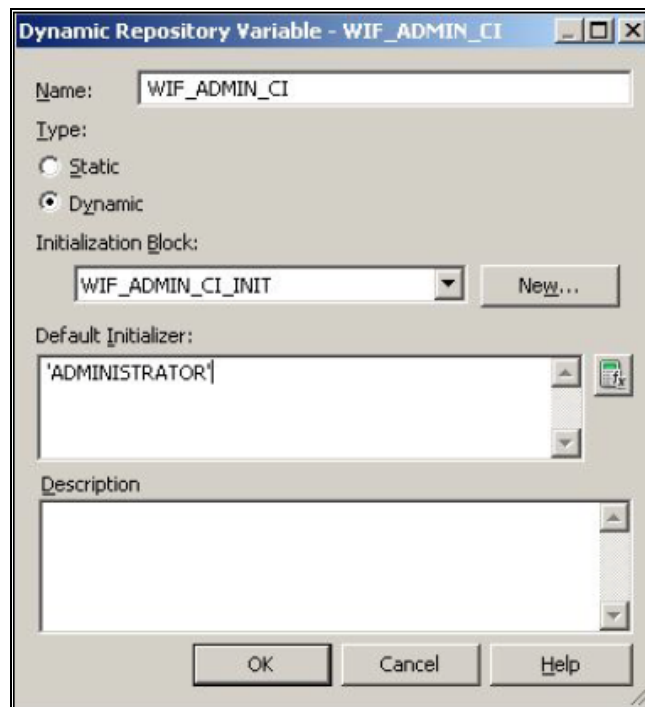 Dynamic Repository Variable - WIF_ADMIN_CI
Name: WIF_ADMIN_CI
Type:
Static
Dynamic
Initialization Block:
WIF_ADMIN_CI_INIT New...
Default Initializer:
'ADMINISTRATOR'
fx
Description
OK Cancel Help